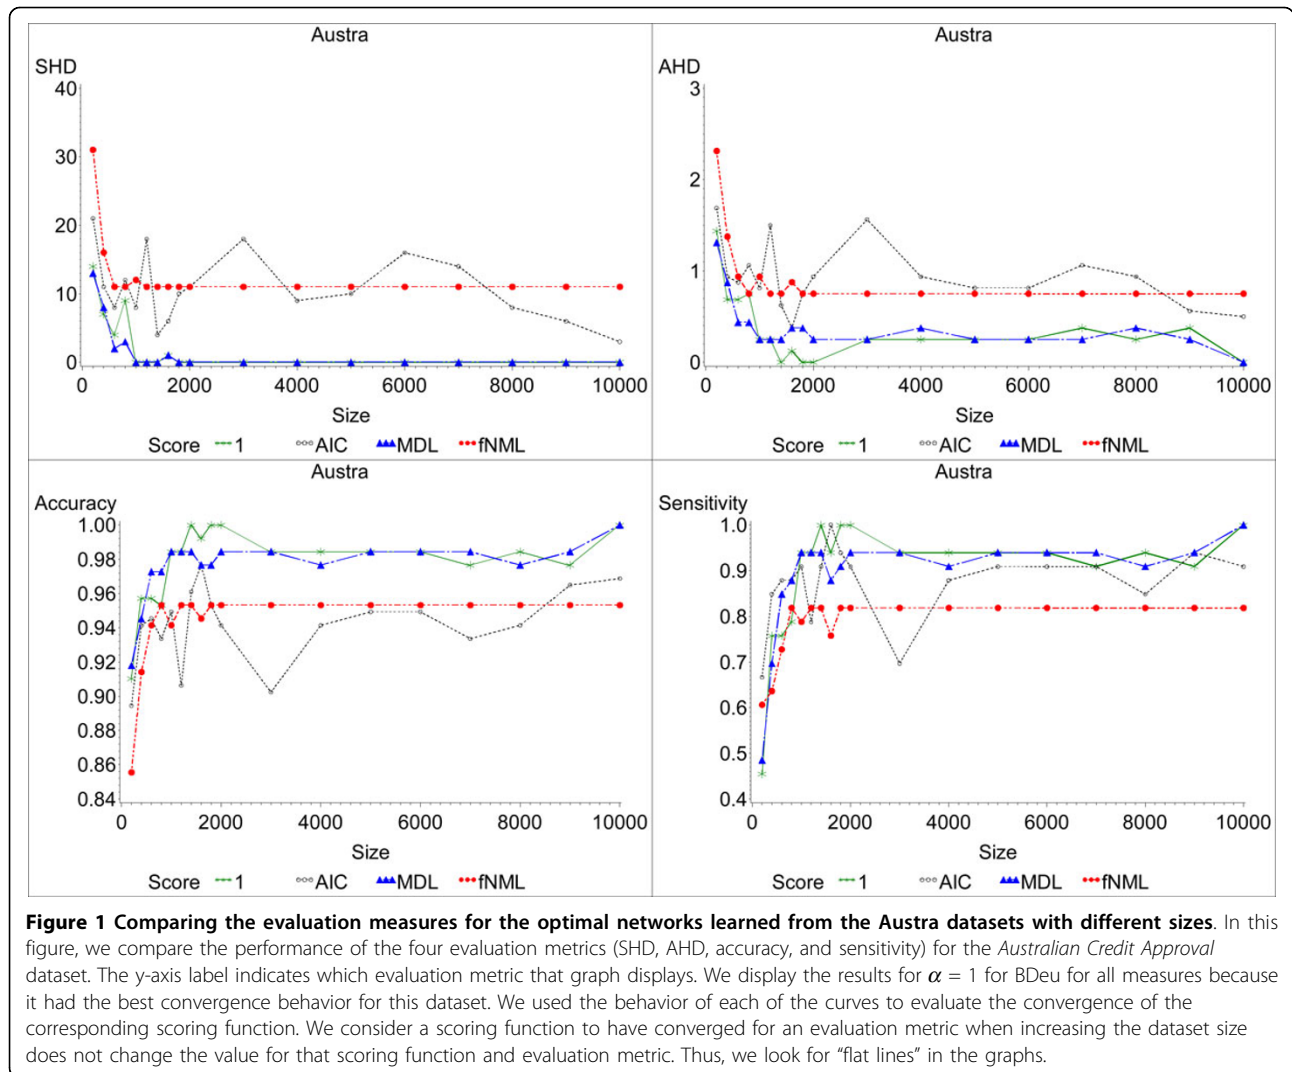 Austra
SHD
40
30
20
10
0
0 2000 4000 6000 8000 10000
Size
Score 1 AIC MDL fNML
Austra
AHD
3
2
1
0
0 2000 4000 6000 8000 10000
Size
Score 1 AIC MDL fNML
Austra
Accuracy
1.00
0.98
0.96
0.94
0.92
0.90
0.88
0.86
0.84
0 2000 4000 6000 8000 10000
Size
Score 1 AIC MDL fNML
Austra
Sensitivity
1.0
0.9
0.8
0.7
0.6
0.5
0.4
0 2000 4000 6000 8000 10000
Size
Score 1 AIC MDL fNML
Figure 1 Comparing the evaluation measures for the optimal networks learned from the Austra datasets with different sizes. In this
figure, we compare the performance of the four evaluation metrics (SHD, AHD, accuracy, and sensitivity) for the Australian Credit Approval
dataset. The y-axis label indicates which evaluation metric that graph displays. We display the results for α = 1 for BDeu for all measures because
it had the best convergence behavior for this dataset. We used the behavior of each of the curves to evaluate the convergence of the
corresponding scoring function. We consider a scoring function to have converged for an evaluation metric when increasing the dataset size
does not change the value for that scoring function and evaluation metric. Thus, we look for “flat lines” in the graphs.